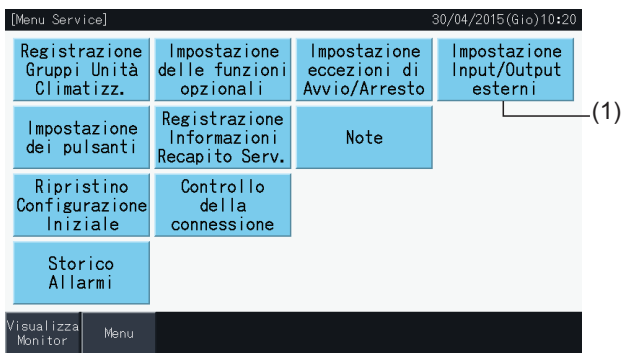 [Menu Service] 30/04/2015(Gio)10:20
Registrazione
Gruppi Unità
Climatizz.
Impostazione
delle funzioni
opzionali
Impostazione
eccezioni di
Avvio/Arresto
Impostazione
Input/Output
esterni
(1)
Impostazione
dei pulsanti
Registrazione
Informazioni
Recapito Serv.
Note
Ripristino
Configurazione
Iniziale
Controllo
della
connessione
Storico
Allarmi
Visualizza
Monitor
Menu